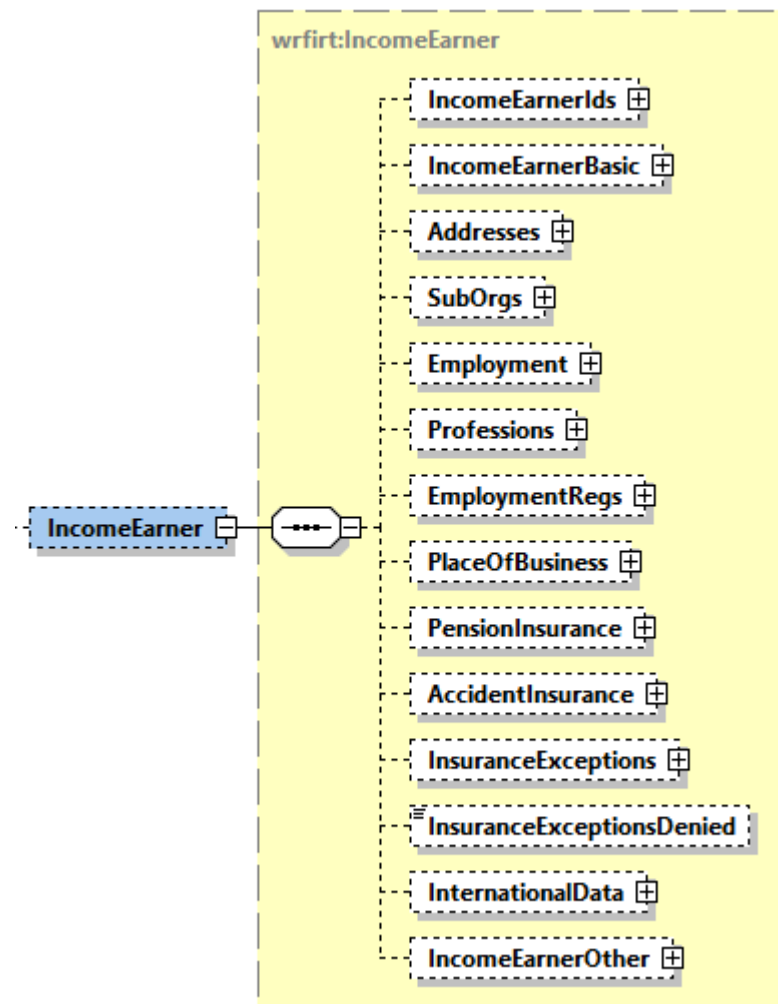 wrfirt:IncomeEarner
IncomeEarnerIds
IncomeEarnerBasic
Addresses
SubOrgs
Employment
Professions
EmploymentRegs
IncomeEarner
PlaceOfBusiness
PensionInsurance
AccidentInsurance
InsuranceExceptions
InsuranceExceptionsDenied
InternationalData
IncomeEarnerOther